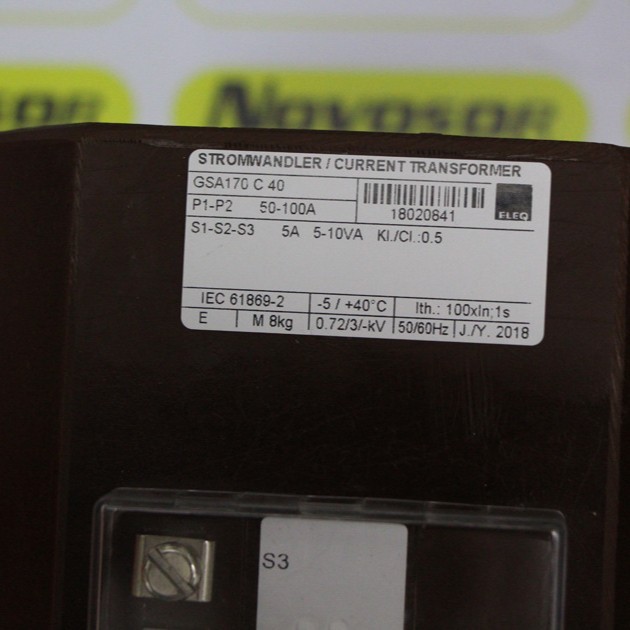 Novosor
STROMWANDLER / CURRENT TRANSFORMER
GSA170 C 40
P1-P2 50-100A
18020841
ELEQ
S1-S2-S3 5A 5-10VA Kl./Cl.:0.5
IEC 61869-2 -5 / +40°C Ith.: 100xIn;1s
E M 8kg 0.72/3/-kV 50/60Hz J./Y. 2018
S3